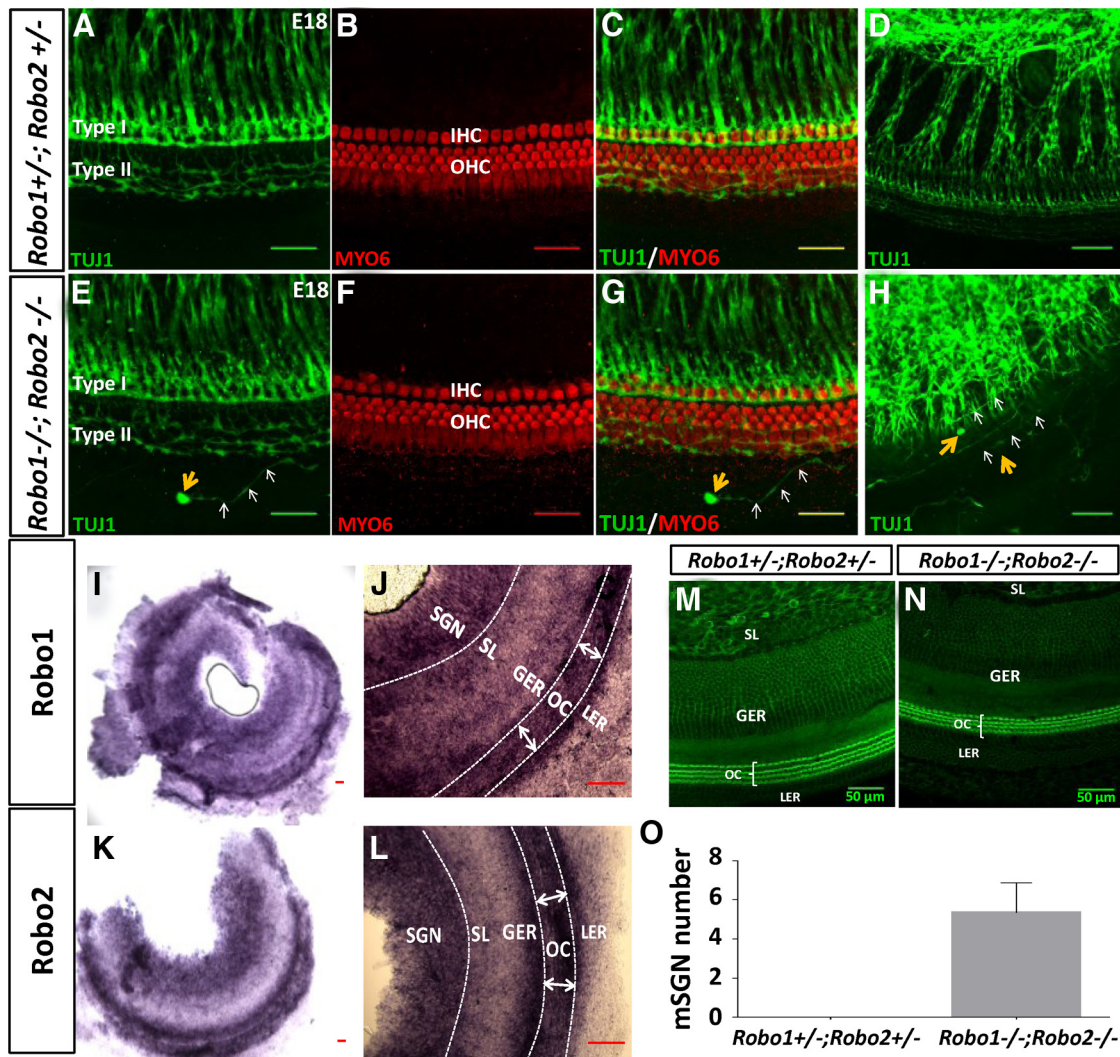 Robo1+/-; Robo2 +/-
A
E18
Type I
Type II
TUJ1
B
IHC
OHC
MYO6
C
TUJ1/MYO6
D
Robo1-/-; Robo2 -/-
E
E18
Type I
Type II
TUJ1
F
IHC
OHC
MYO6
G
TUJ1/MYO6
H
TUJ1
Robo1
I
J
SGN
SL
GER
OC
LER
Robo2
K
L
SGN
SL
GER
OC
LER
Robo1+/-;Robo2+/-
Robo1-/-;Robo2-/-
M
SL
GER
OC
LER
50 µm
N
SL
GER
OC
LER
50 µm
O
mSGN number
8
6
4
2
0
Robo1+/-;Robo2+/-
Robo1-/-;Robo2-/-